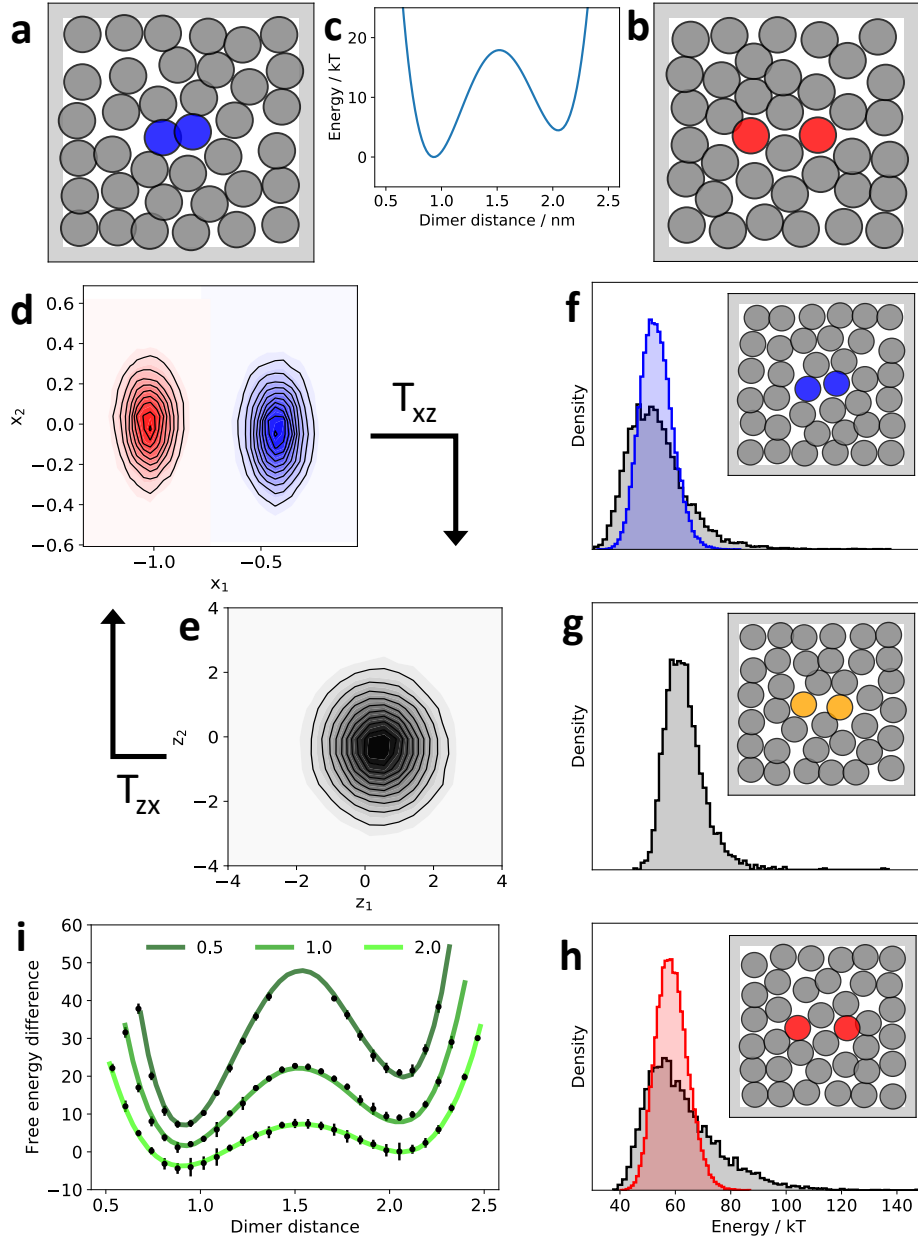 a
c
b
Energy / kT
20
10
0
0.5 1.0 1.5 2.0 2.5
Dimer distance / nm
d
x2
0.6
0.4
0.2
0.0
−0.2
−0.4
−0.6
−1.0 −0.5
x1
Txz
f
Density
e
z2
4
2
0
−2
−4
−4 −2 0 2 4
z1
Tzx
g
Density
i
0.5 1.0 2.0
Free energy difference
60
50
40
30
20
10
0
−10
0.5 1.0 1.5 2.0 2.5
Dimer distance
h
Density
40 60 80 100 120 140
Energy / kT